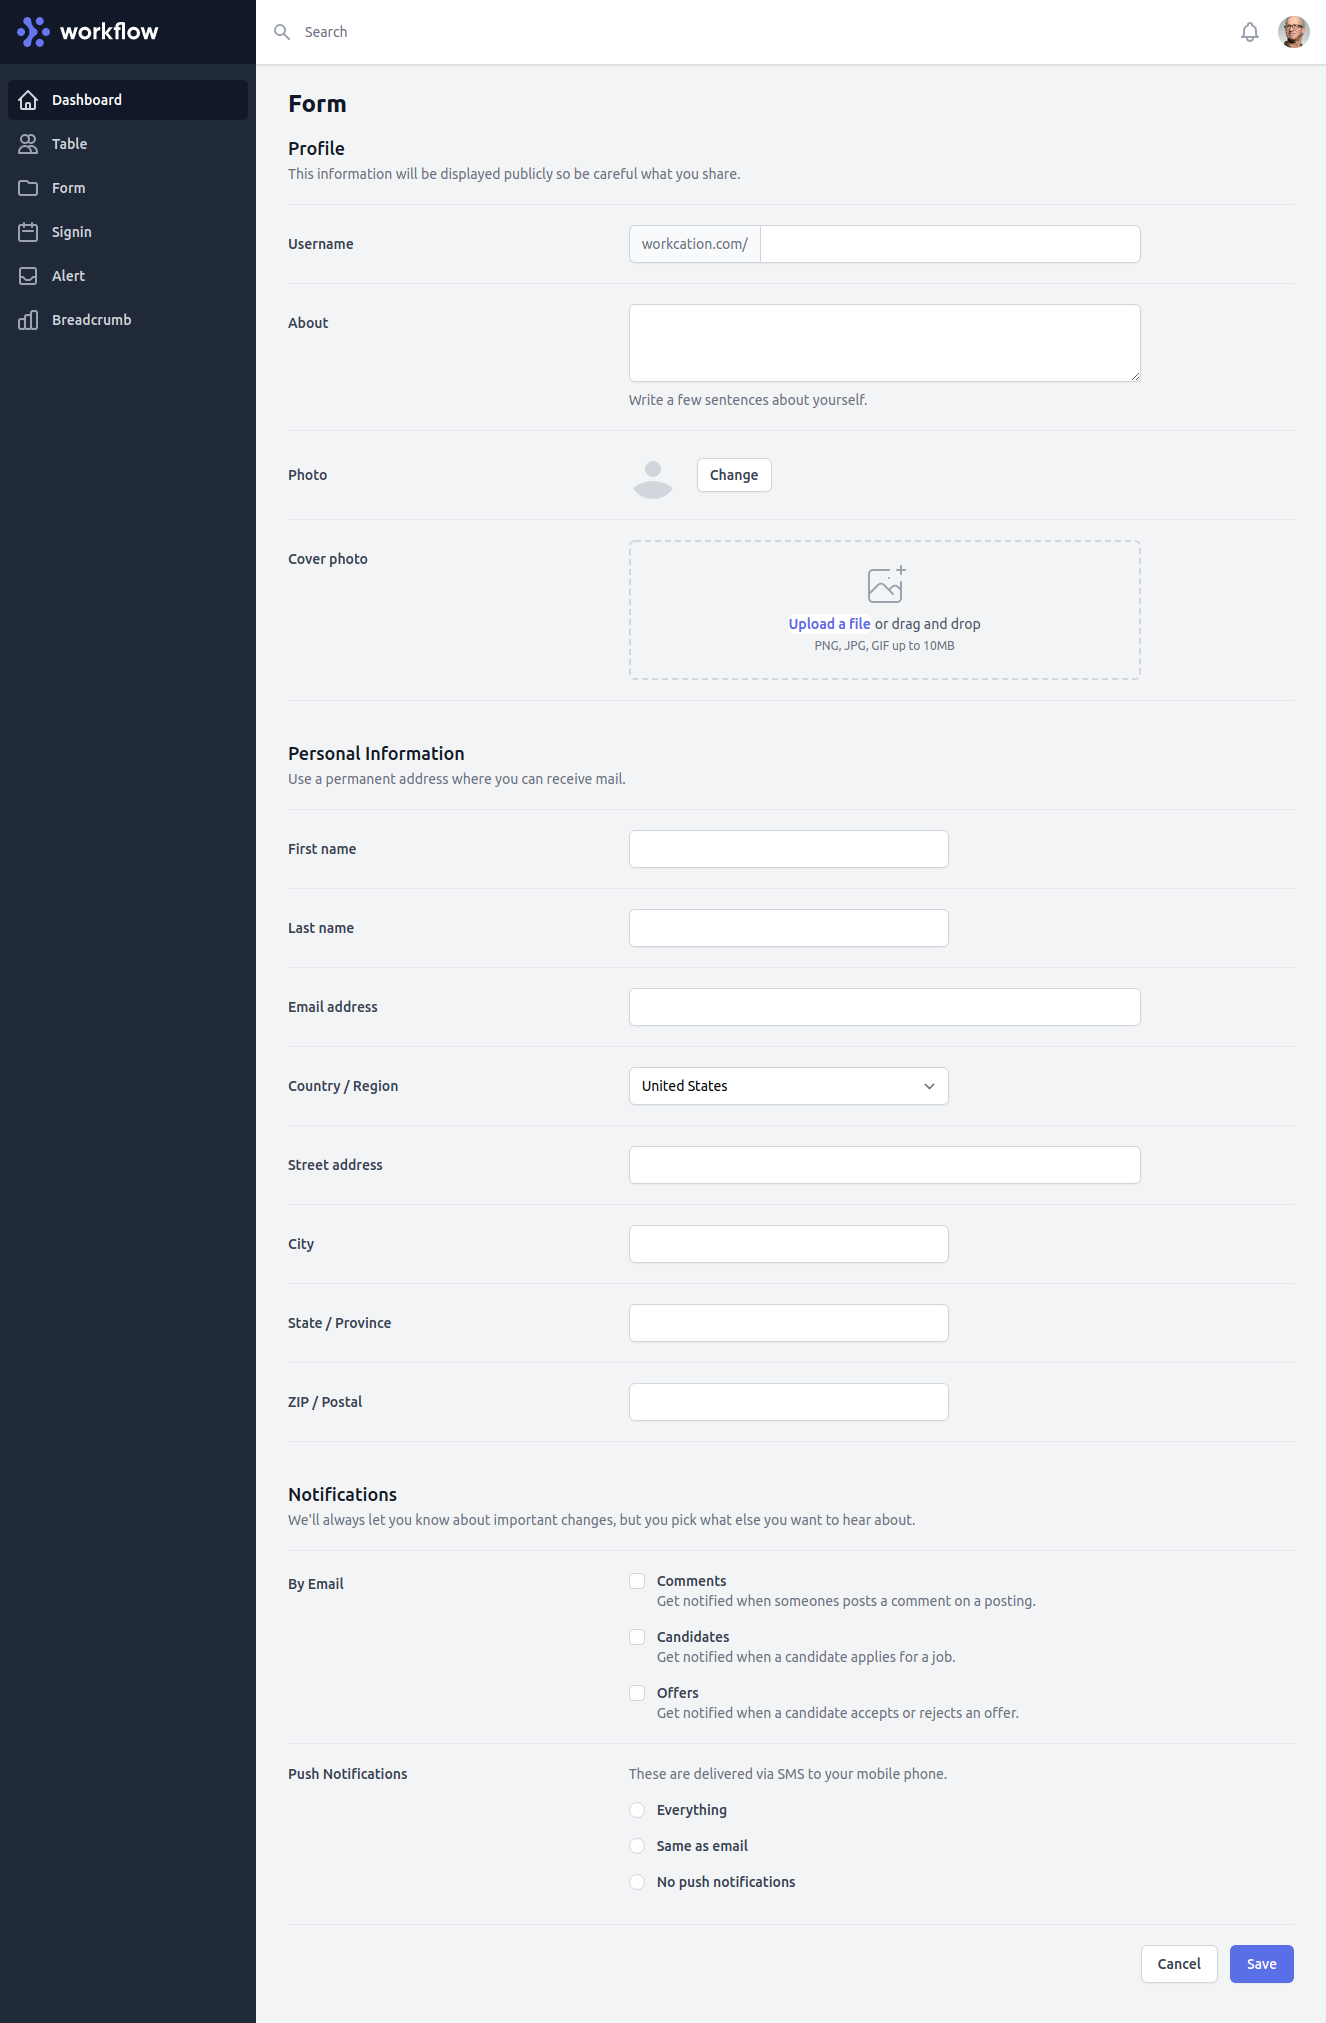 workflow
Search
Dashboard
Table
Form
Signin
Alert
Breadcrumb
Form
Profile
This information will be displayed publicly so be careful what you share.
Username
workcation.com/
About
Write a few sentences about yourself.
Photo
Change
Cover photo
Upload a file or drag and drop
PNG, JPG, GIF up to 10MB
Personal Information
Use a permanent address where you can receive mail.
First name
Last name
Email address
Country / Region
United States
Street address
City
State / Province
ZIP / Postal
Notifications
We'll always let you know about important changes, but you pick what else you want to hear about.
By Email
Comments
Get notified when someones posts a comment on a posting.
Candidates
Get notified when a candidate applies for a job.
Offers
Get notified when a candidate accepts or rejects an offer.
Push Notifications
These are delivered via SMS to your mobile phone.
Everything
Same as email
No push notifications
Cancel
Save